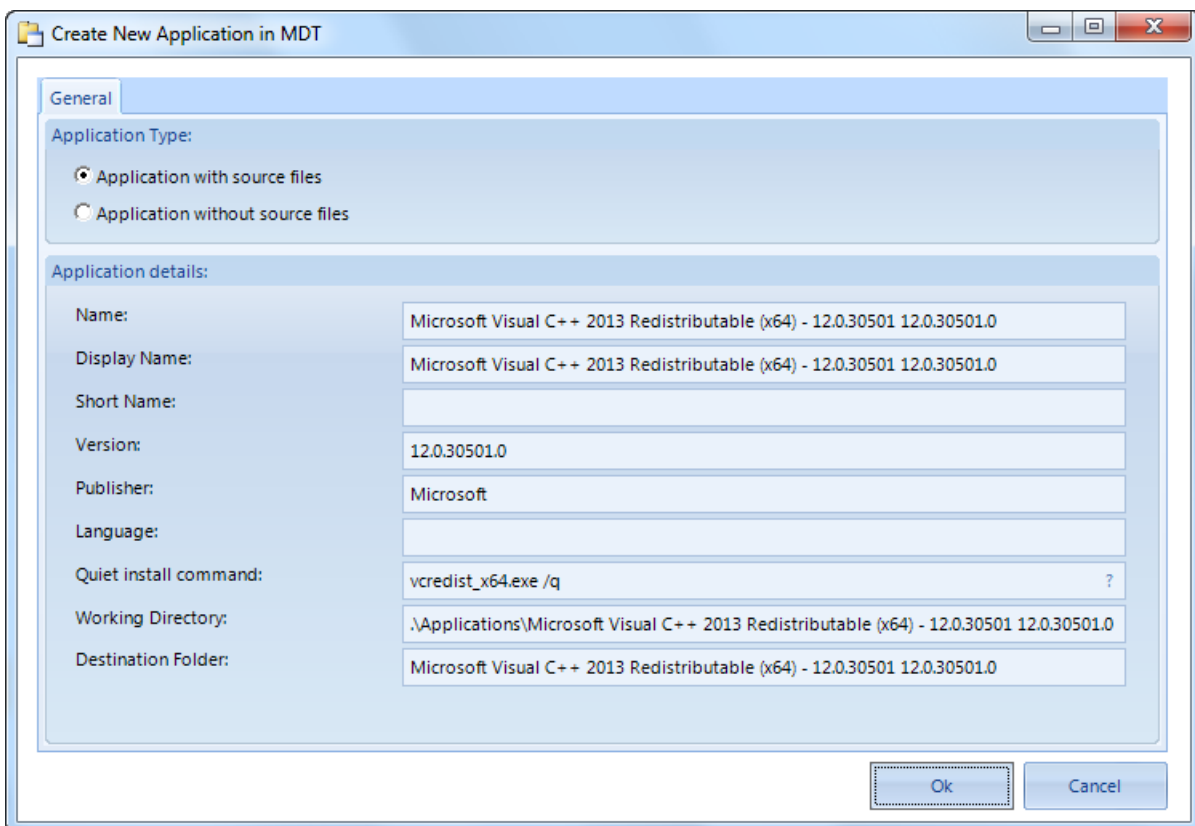 Create New Application in MDT
General
Application Type:
Application with source files
Application without source files
Application details:
Name: Microsoft Visual C++ 2013 Redistributable (x64) - 12.0.30501 12.0.30501.0
Display Name: Microsoft Visual C++ 2013 Redistributable (x64) - 12.0.30501 12.0.30501.0
Short Name:
Version: 12.0.30501.0
Publisher: Microsoft
Language:
Quiet install command: vcredist_x64.exe /q ?
Working Directory: .\Applications\Microsoft Visual C++ 2013 Redistributable (x64) - 12.0.30501 12.0.30501.0
Destination Folder: Microsoft Visual C++ 2013 Redistributable (x64) - 12.0.30501 12.0.30501.0
Ok Cancel